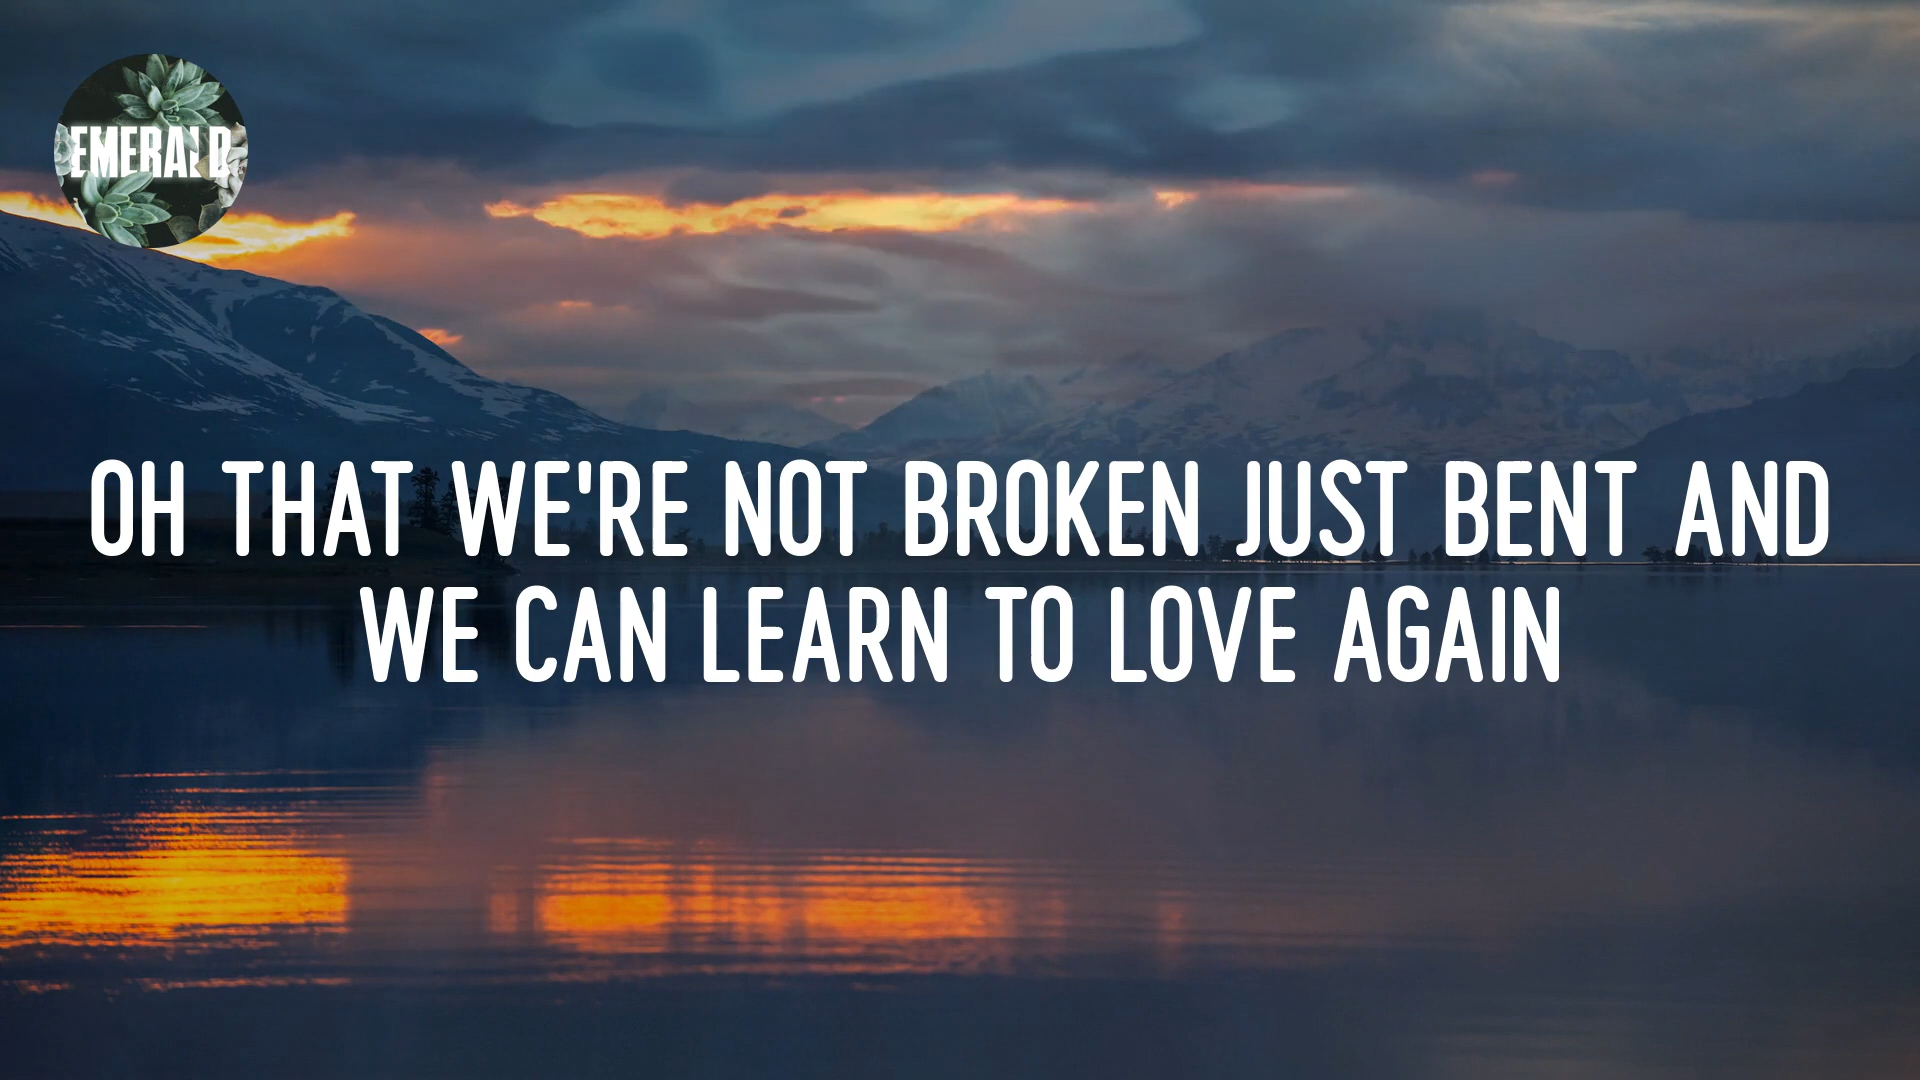 EMERALD
OH THAT WE'RE NOT BROKEN JUST BENT AND
WE CAN LEARN TO LOVE AGAIN